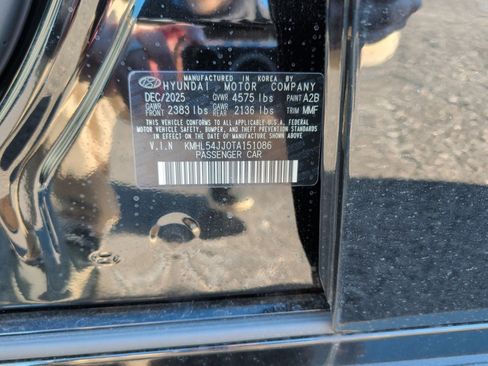 MANUFACTURED IN KOREA BY
HYUNDAI MOTOR COMPANY
DEC/2025 GVWR 4575 lbs PAINT A2B
GAWR FRONT 2383 lbs GAWR REAR 2136 lbs TRIM MMF
THIS VEHICLE CONFORMS TO ALL APPLICABLE U.S.A. FEDERAL
MOTOR VEHICLE SAFETY, BUMPER, AND THEFT PREVENTION STANDARDS
IN EFFECT ON THE DATE OF MANUFACTURE SHOWN ABOVE.
V.I.N KMHL54JJ0TA151086
PASSENGER CAR